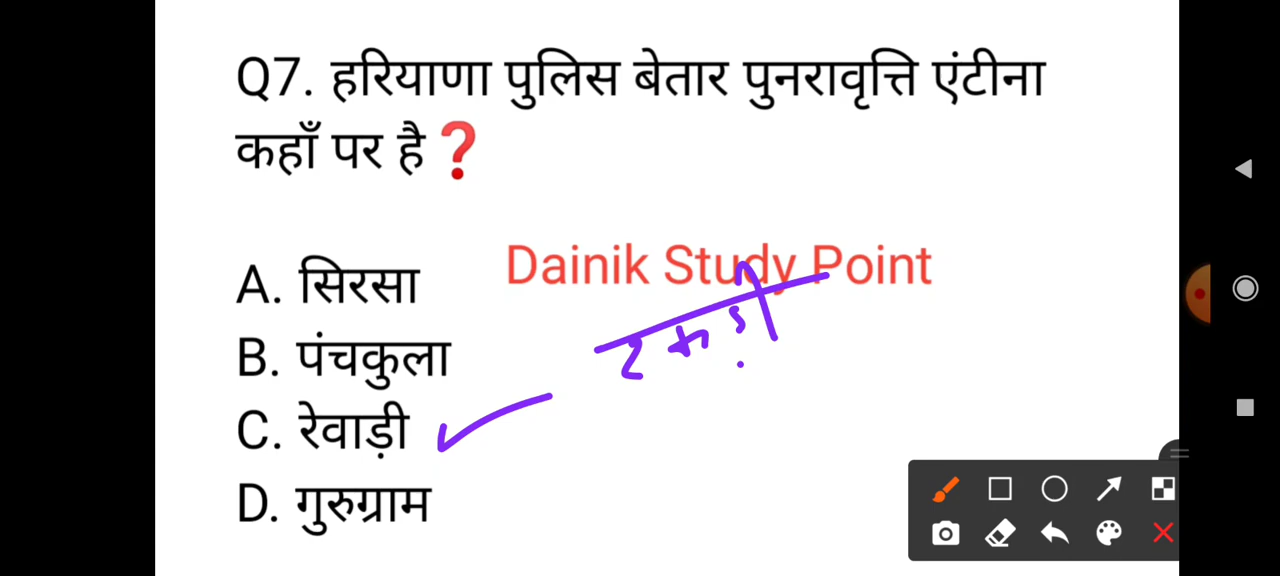 Q7. हरियाणा पुलिस बेतार पुनरावृत्ति एंटीना
कहाँ पर है❓
Dainik Study Point
A. सिरसा
B. पंचकुला
C. रेवाड़ी
D. गुरुग्राम